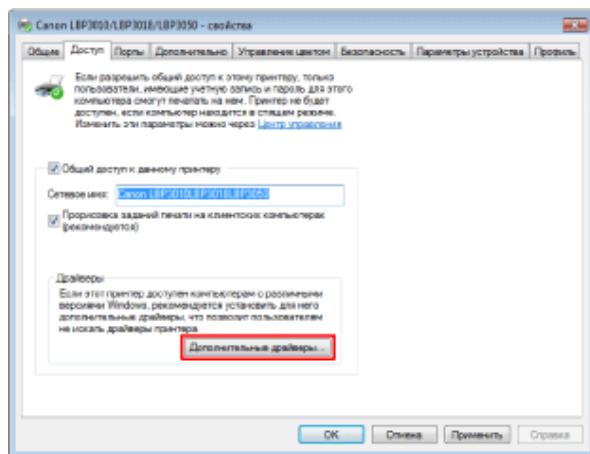 Canon LBP3010/LBP3018/LBP3050 - свойства
Общие Доступ Порты Дополнительно Управление цветом Безопасность Параметры устройства Профиль
Если разрешить общий доступ к этому принтеру, только
пользователи, имеющие учетную запись и пароль для этого
компьютера смогут печатать на нем. Принтер не будет
доступен, если компьютер находится в спящем режиме.
Изменить эти параметры можно через Центр управления
Общий доступ к данному принтеру
Сетевое имя: Canon LBP3010LBP3018LBP3050
Прорисовка заданий печати на клиентских компьютерах
(рекомендуется)
Драйверы
Если этот принтер доступен компьютерам с различными
версиями Windows, рекомендуется установить для него
дополнительные драйверы, что позволит пользователям
не искать драйверы принтера.
Дополнительные драйверы...
OK Отмена Применить Справка